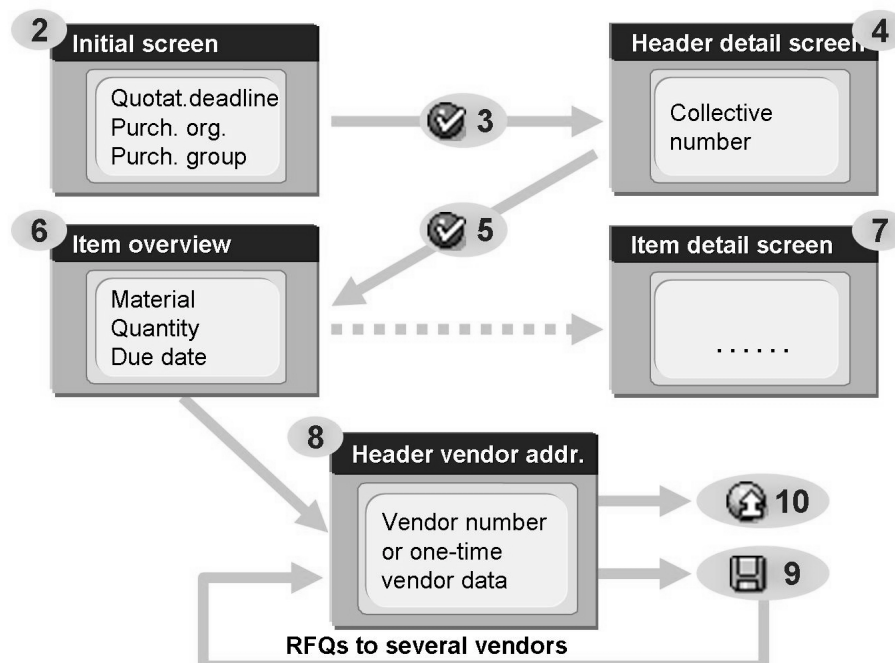 2
Initial screen
Quotat.deadline
Purch. org.
Purch. group
3
4
Header detail screen
Collective
number
5
6
Item overview
Material
Quantity
Due date
7
Item detail screen
......
8
Header vendor addr.
Vendor number
or one-time
vendor data
10
9
RFQs to several vendors